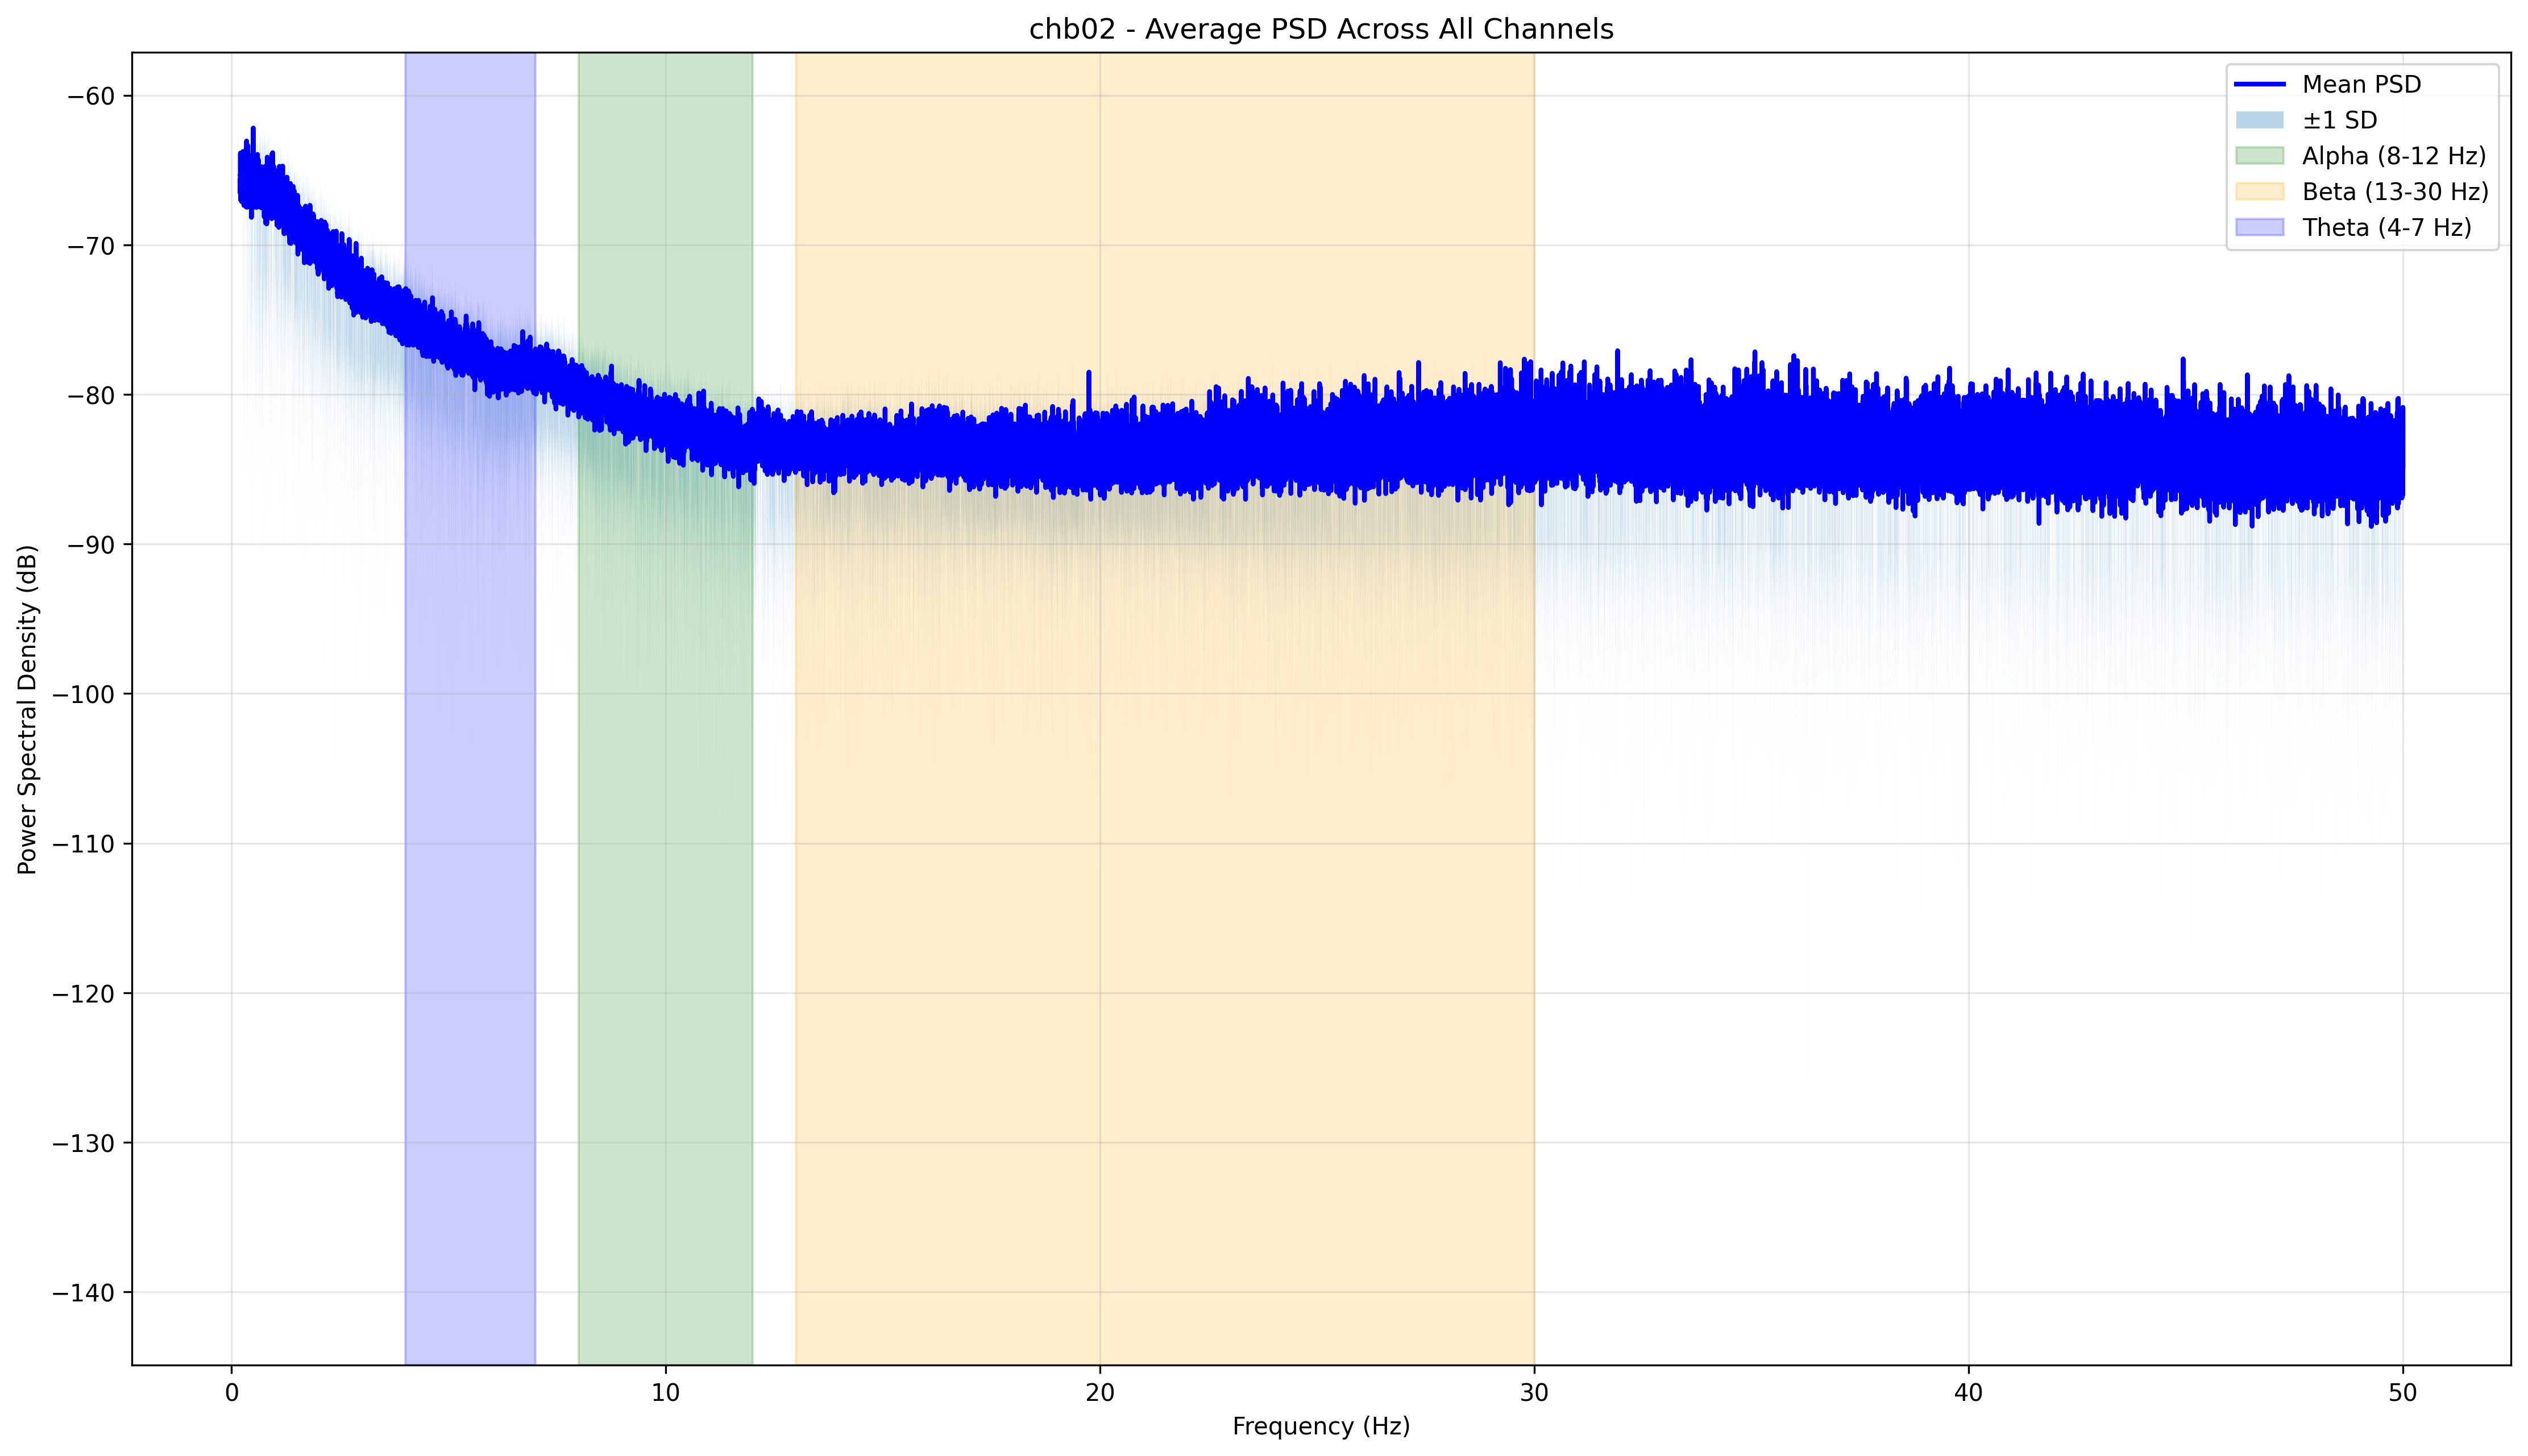 chb02 - Average PSD Across All Channels
Mean PSD
±1 SD
Alpha (8-12 Hz)
Beta (13-30 Hz)
Theta (4-7 Hz)
Power Spectral Density (dB)
−60
−70
−80
−90
−100
−110
−120
−130
−140
0
10
20
30
40
50
Frequency (Hz)